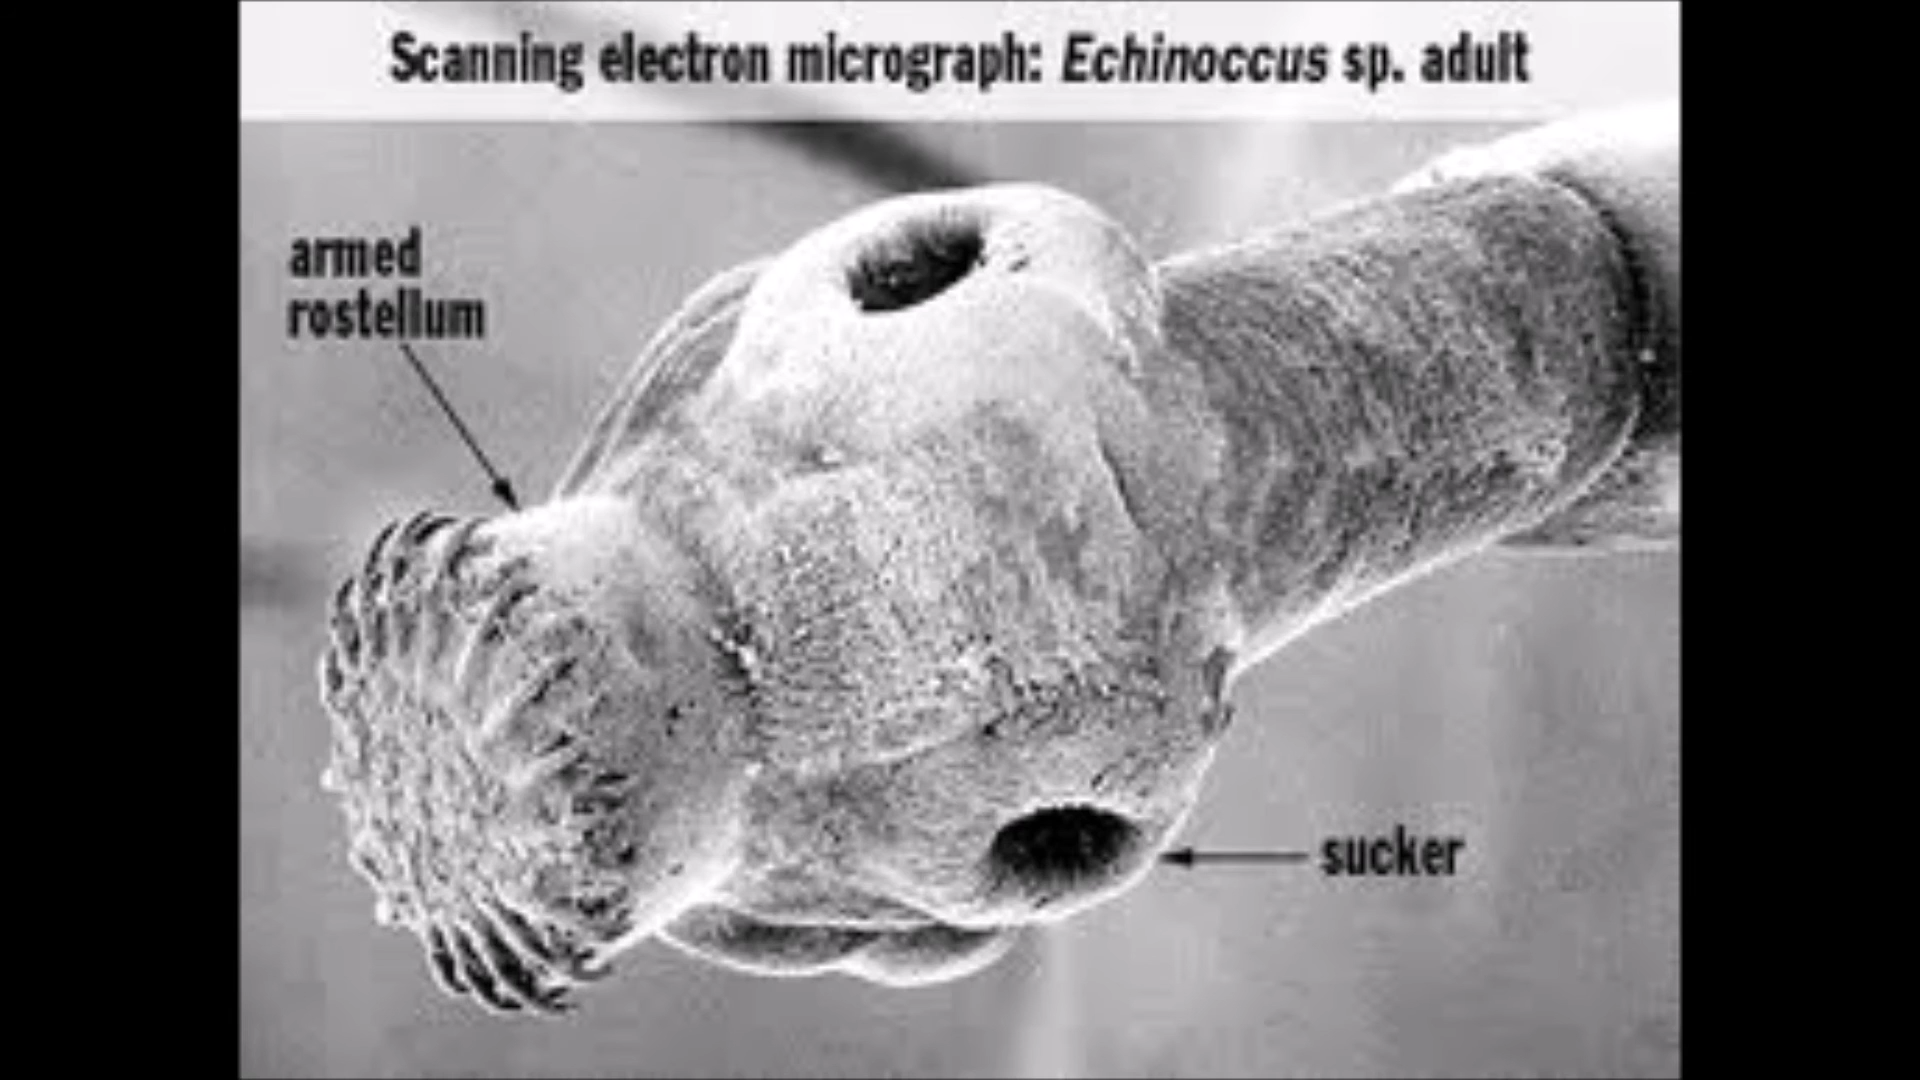 Scanning electron micrograph: Echinoccus sp. adult
armed
rostellum
sucker